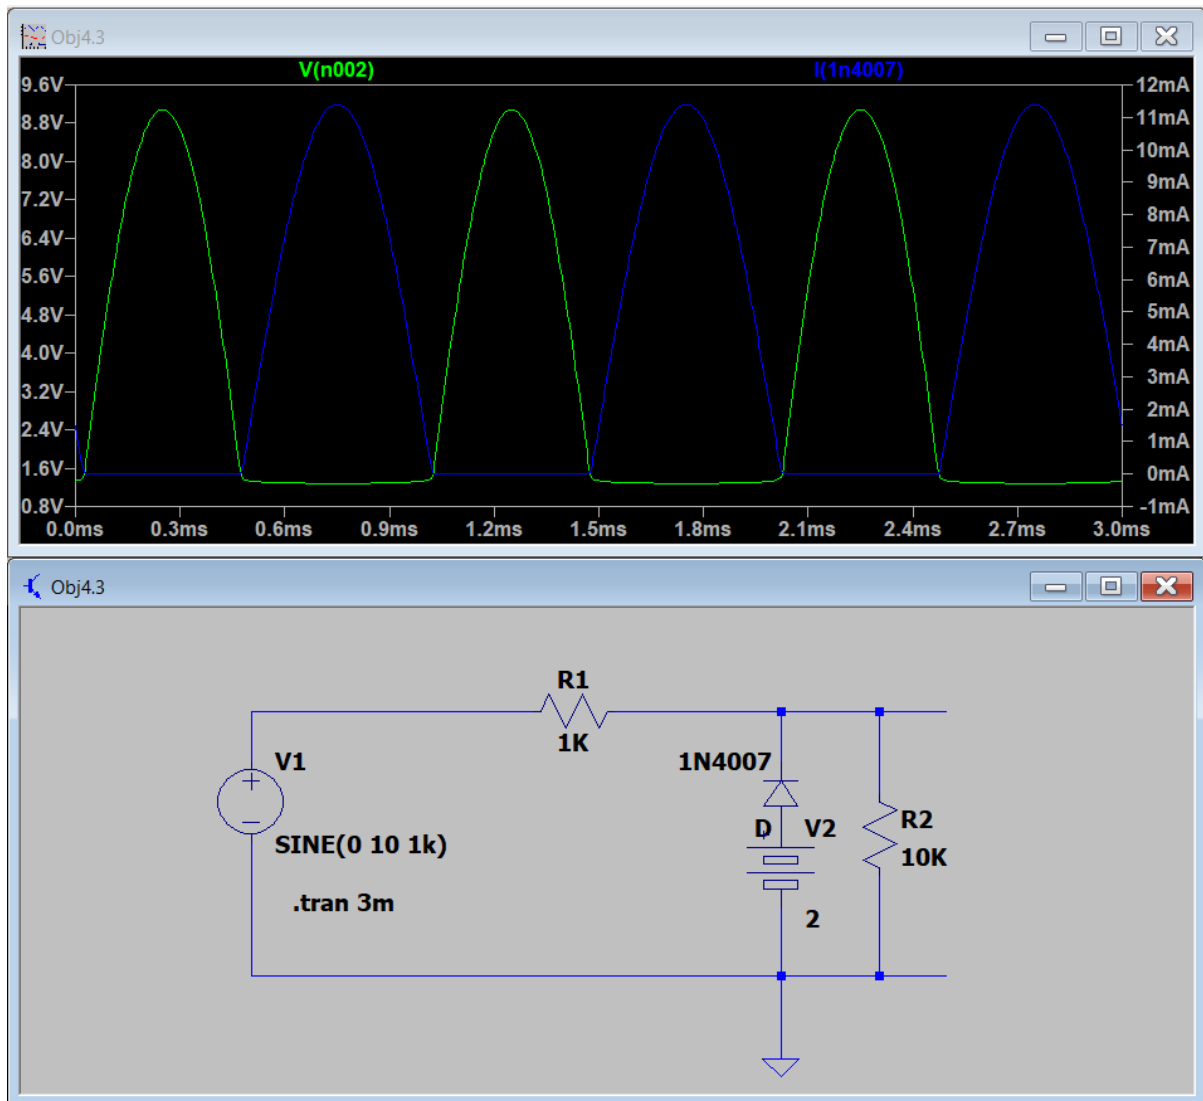 Obj4.3
V(n002) I(1n4007)
9.6V 12mA
8.8V 11mA
8.0V 10mA
7.2V 9mA
6.4V 8mA
5.6V 7mA
4.8V 6mA
4.0V 5mA
3.2V 4mA
2.4V 3mA
1.6V 2mA
0.8V 1mA
0mA
-1mA
0.0ms 0.3ms 0.6ms 0.9ms 1.2ms 1.5ms 1.8ms 2.1ms 2.4ms 2.7ms 3.0ms
Obj4.3
R1
1K
V1
SINE(0 10 1k)
.tran 3m
1N4007
D V2
2
R2
10K